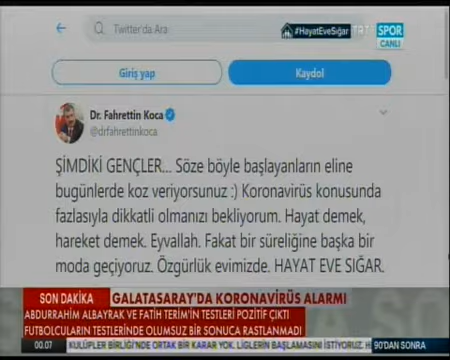 Twitter'da Ara
#HayatEveSığar
TRT SPOR
CANLI
Giriş yap
Kaydol
Dr. Fahrettin Koca
@drfahrettinkoca
ŞİMDİKİ GENÇLER... Söze böyle başlayanların eline
bugünlerde koz veriyorsunuz :) Koronavirüs konusunda
fazlasıyla dikkatli olmanızı bekliyorum. Hayat demek,
hareket demek. Eyvallah. Fakat bir süreliğine başka bir
moda geçiyoruz. Özgürlük evimizde. HAYAT EVE SIĞAR.
SON DAKİKA
GALATASARAY'DA KORONAVİRÜS ALARMI
ABDURRAHİM ALBAYRAK VE FATİH TERİM'İN TESTLERİ POZİTİF ÇIKTI
FUTBOLCULARIN TESTLERİNDE OLUMSUZ BİR SONUCA RASTLANMADI
00.07 KULÜPLER BİRLİĞİ'NDE ORTAK BİR KARAR YOK. LİGLERİN BAŞLAMASINI İSTİYORUZ. 90'DAN SONRA